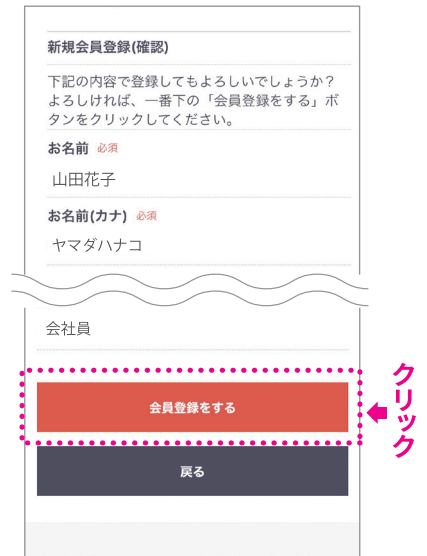 新規会員登録(確認)
下記の内容で登録してもよろしいでしょうか？
よろしければ、一番下の「会員登録をする」ボ
タンをクリックしてください。
お名前 必須
山田花子
お名前(カナ) 必須
ヤマダハナコ
会社員
会員登録をする
クリック
戻る